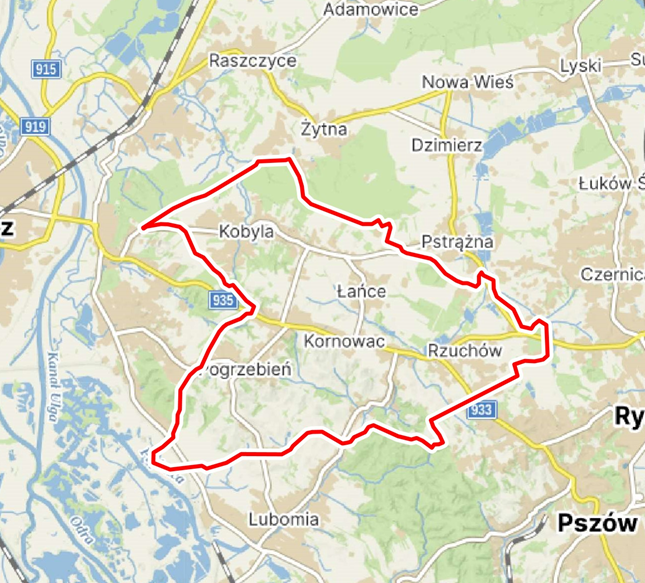 Adamowice
Raszczyce
915
Lyski
Nowa Wieś
919
Żytna
Dzimierz
Łuków Ś
z
Kobyla
Pstrążna
Czernica
935
Łańce
Kornowac
Rzuchów
Pogrzebień
Kanał Ulga
933
Ry
Lubomia
Odra
Pszów